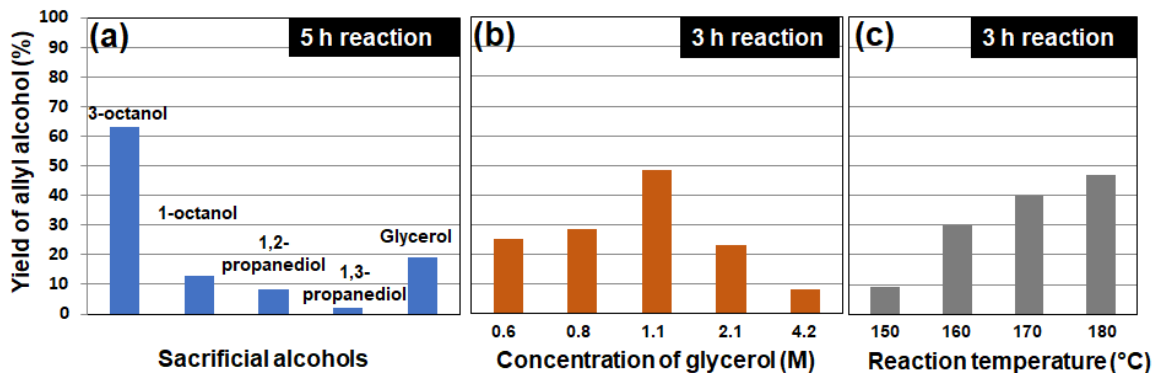 Yield of allyl alcohol (%)
100
90
80
70
60
50
40
30
20
10
0
(a)
5 h reaction
3-octanol
1-octanol
1,2-
propanediol
1,3-
propanediol
Glycerol
Sacrificial alcohols
(b)
3 h reaction
0.6 0.8 1.1 2.1 4.2
Concentration of glycerol (M)
(c)
3 h reaction
150 160 170 180
Reaction temperature (°C)